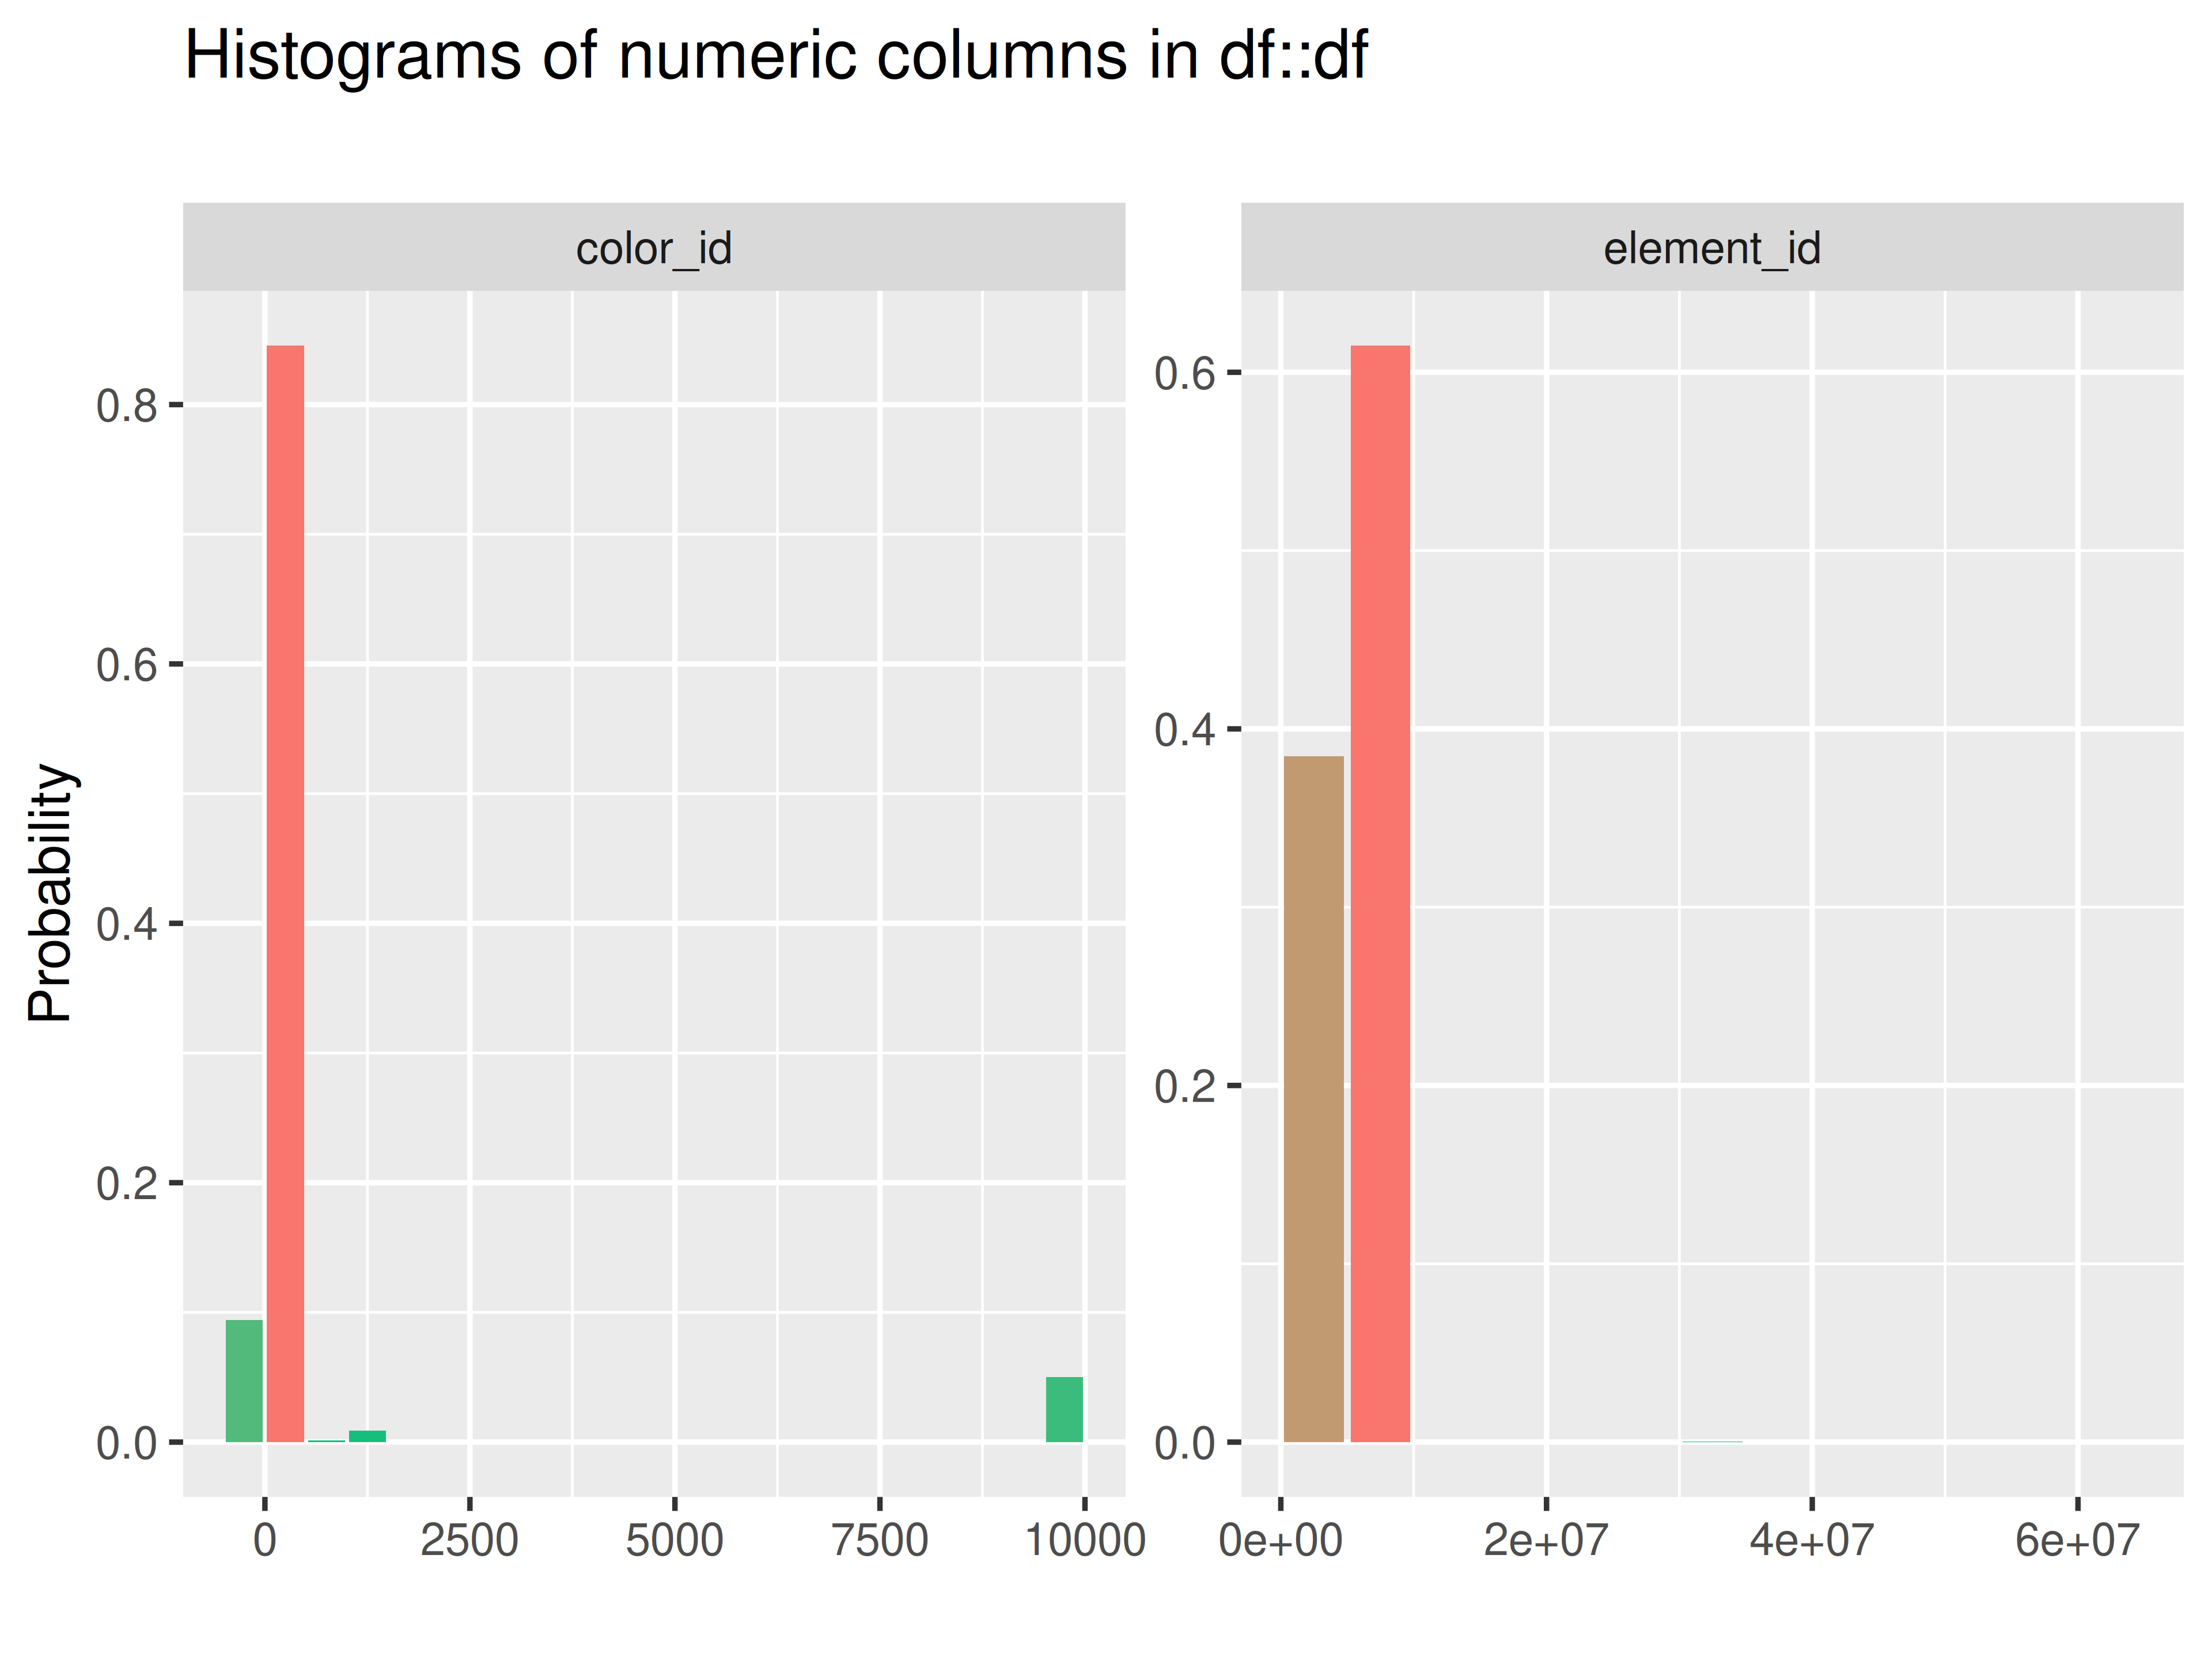 Histograms of numeric columns in df::df
color_id
element_id
Probability
0.8
0.6
0.4
0.2
0.0
0.6
0.4
0.2
0.0
0 2500 5000 7500 10000
0e+00 2e+07 4e+07 6e+07